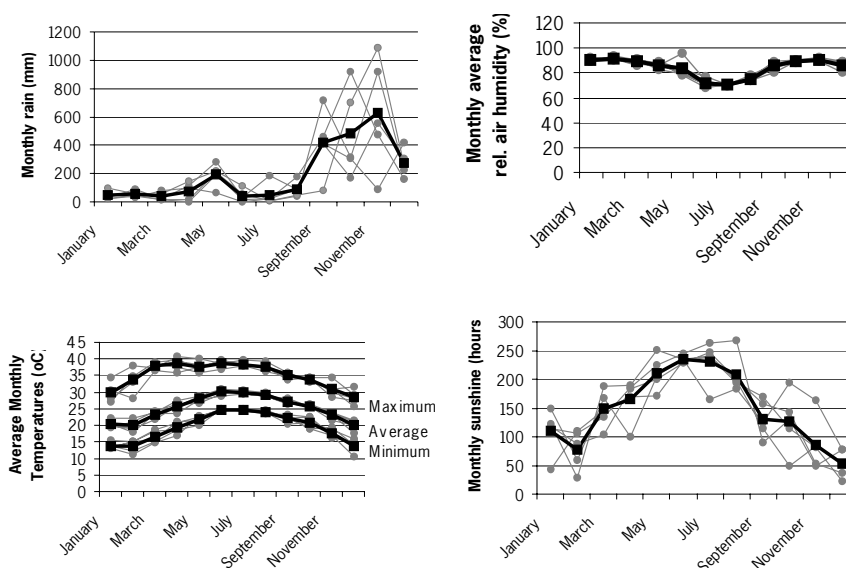 Monthly rain (mm)
1200
1000
800
600
400
200
0
January
March
May
July
September
November
Monthly average
rel. air humidity (%)
120
100
80
60
40
20
0
January
March
May
July
September
November
Average Monthly
Temperatures (oC)
45
40
35
30
25
20
15
10
5
0
Maximum
Average
Minimum
January
March
May
July
September
November
Monthly sunshine (hours
300
250
200
150
100
50
0
January
March
May
July
September
November